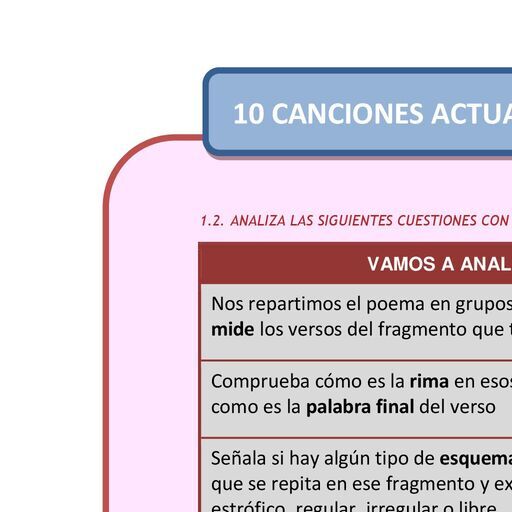 10 CANCIONES ACTUA
1.2. ANALIZA LAS SIGUIENTES CUESTIONES CON
VAMOS A ANAL
Nos repartimos el poema en grupos
mide los versos del fragmento que t
Comprueba cómo es la rima en esos
como es la palabra final del verso
Señala si hay algún tipo de esquema
que se repita en ese fragmento y ex
estrófico, regular, irregular o libre